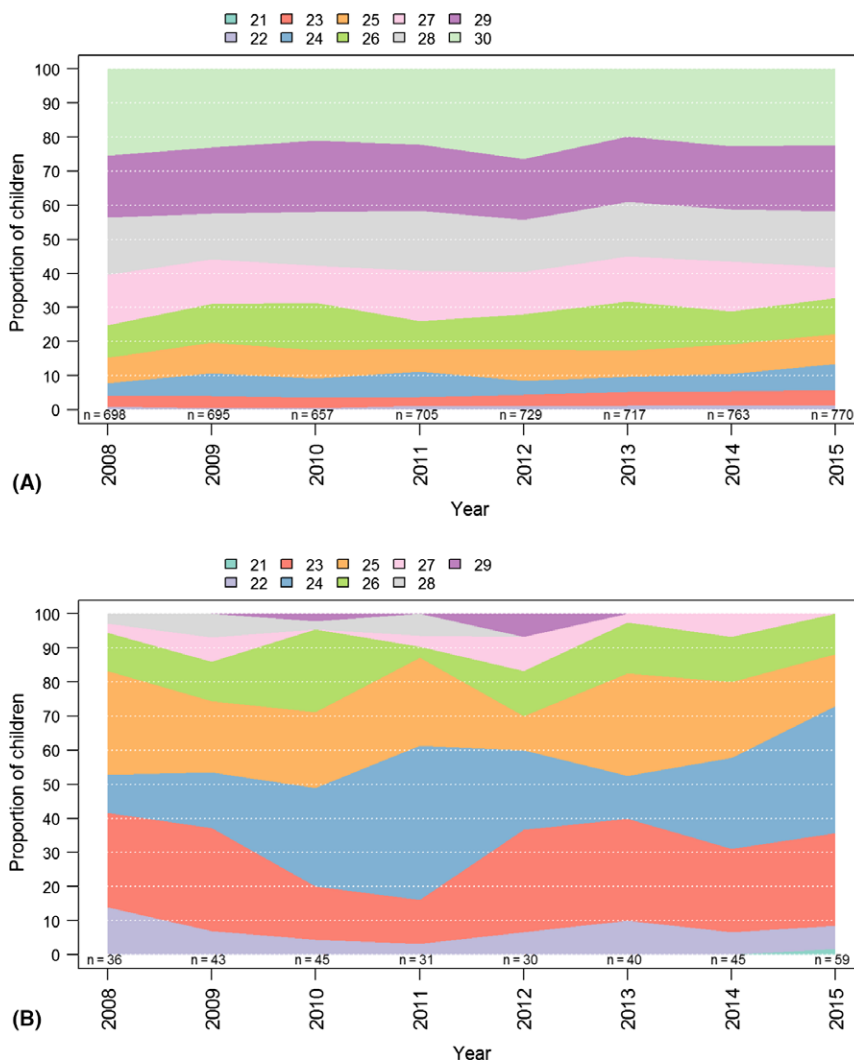 21 23 25 27 29
22 24 26 28 30
100
90
80
70
60
50
40
30
20
10
0
Proportion of children
n = 698 n = 695 n = 657 n = 705 n = 729 n = 717 n = 763 n = 770
2008 2009 2010 2011 2012 2013 2014 2015
(A)
Year
21 23 25 27 29
22 24 26 28
100
90
80
70
60
50
40
30
20
10
0
Proportion of children
n = 36 n = 43 n = 45 n = 31 n = 30 n = 40 n = 45 n = 59
2008 2009 2010 2011 2012 2013 2014 2015
(B)
Year